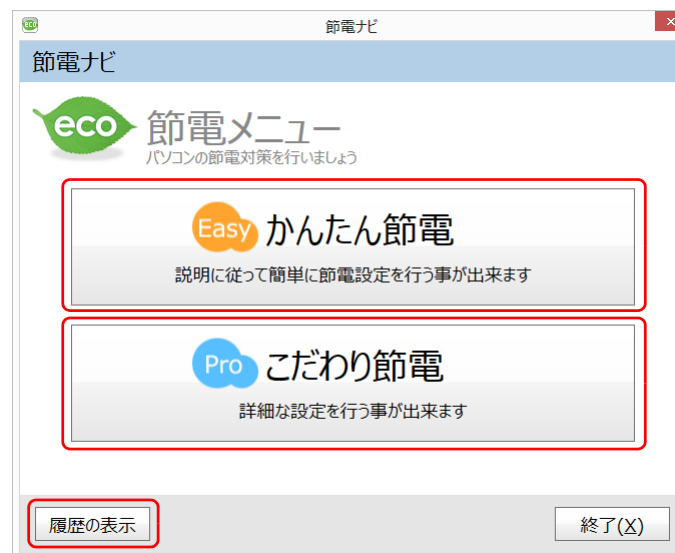 節電ナビ
節電ナビ
eco
節電メニュー
パソコンの節電対策を行いましょう
Easy かんたん節電
説明に従って簡単に節電設定を行う事が出来ます
Pro こだわり節電
詳細な設定を行う事が出来ます
履歴の表示 終了(X)